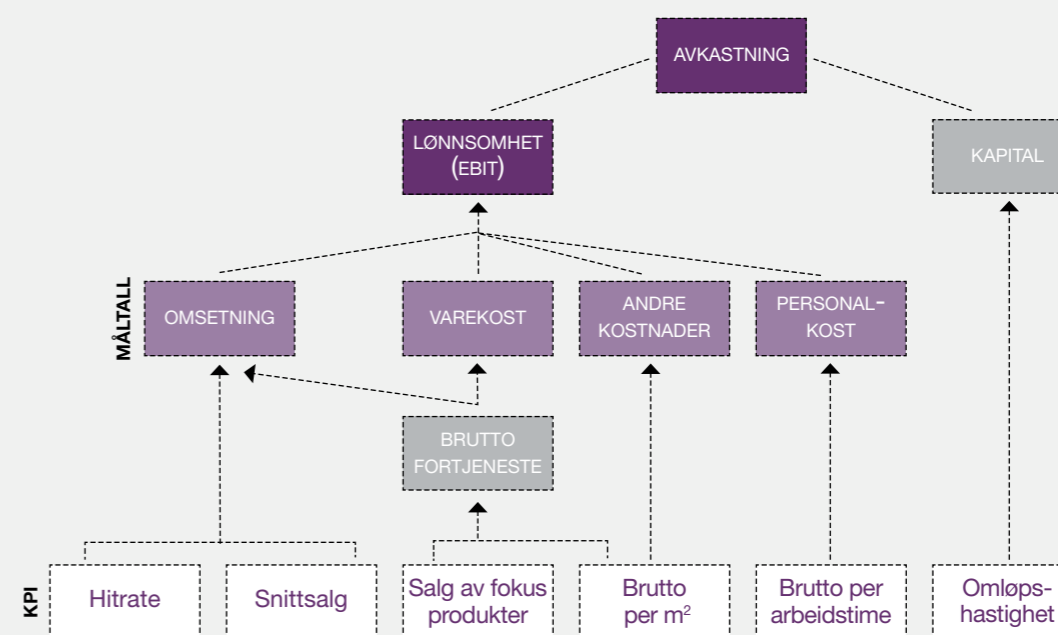 AVKASTNING
LØNNSOMHET
(EBIT)
KAPITAL
MÅLTALL
OMSETNING
VAREKOST
ANDRE
KOSTNADER
PERSONAL-
KOST
BRUTTO
FORTJENESTE
KPI
Hitrate
Snittsalg
Salg av fokus
produkter
Brutto
per m²
Brutto per
arbeidstime
Omløps-
hastighet